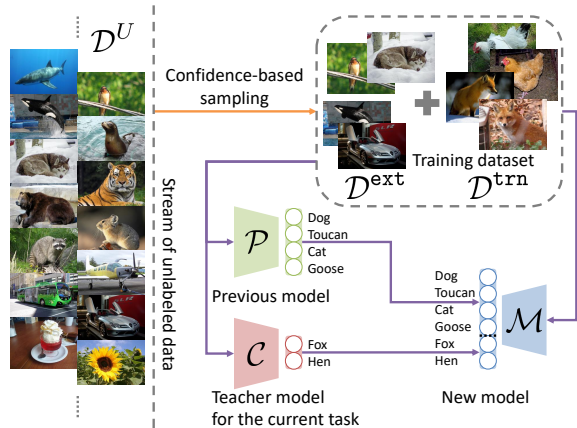 𝒟^U
Stream of unlabeled data
Confidence-based
sampling
Training dataset
𝒟^ext
𝒟^trn
𝒫
Dog
Toucan
Cat
Goose
Previous model
𝒞
Fox
Hen
Teacher model
for the current task
Dog
Toucan
Cat
Goose
Fox
Hen
ℳ
New model